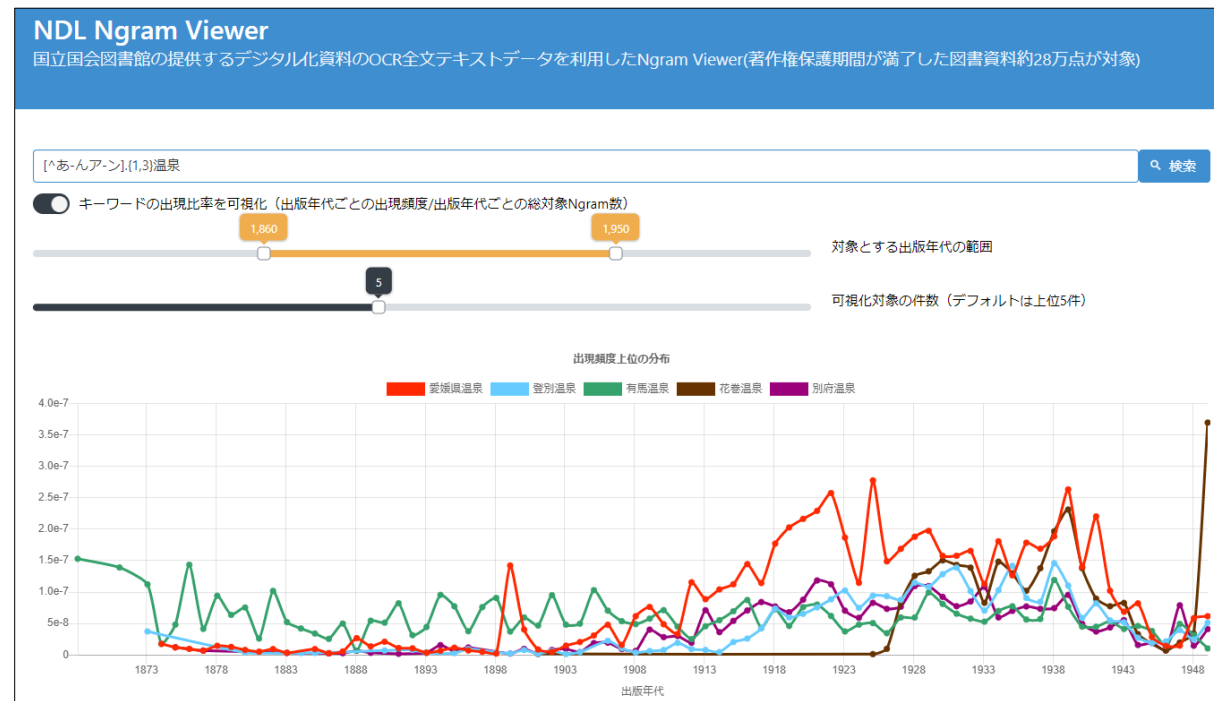 NDL Ngram Viewer
国立国会図書館の提供するデジタル化資料のOCR全文テキストデータを利用したNgram Viewer(著作権保護期間が満了した図書資料約28万点が対象)
[^あ-んア-ン].{1,3}温泉
検索
キーワードの出現比率を可視化（出版年代ごとの出現頻度/出版年代ごとの総対象Ngram数）
1,860 1,950
対象とする出版年代の範囲
5
可視化対象の件数（デフォルトは上位5件）
出現頻度上位の分布
愛媛県温泉 登別温泉 有馬温泉 花巻温泉 別府温泉
4.0e-7
3.5e-7
3.0e-7
2.5e-7
2.0e-7
1.5e-7
1.0e-7
5e-8
0
1873 1878 1883 1888 1893 1898 1903 1908 1913 1918 1923 1928 1933 1938 1943 1948
出版年代